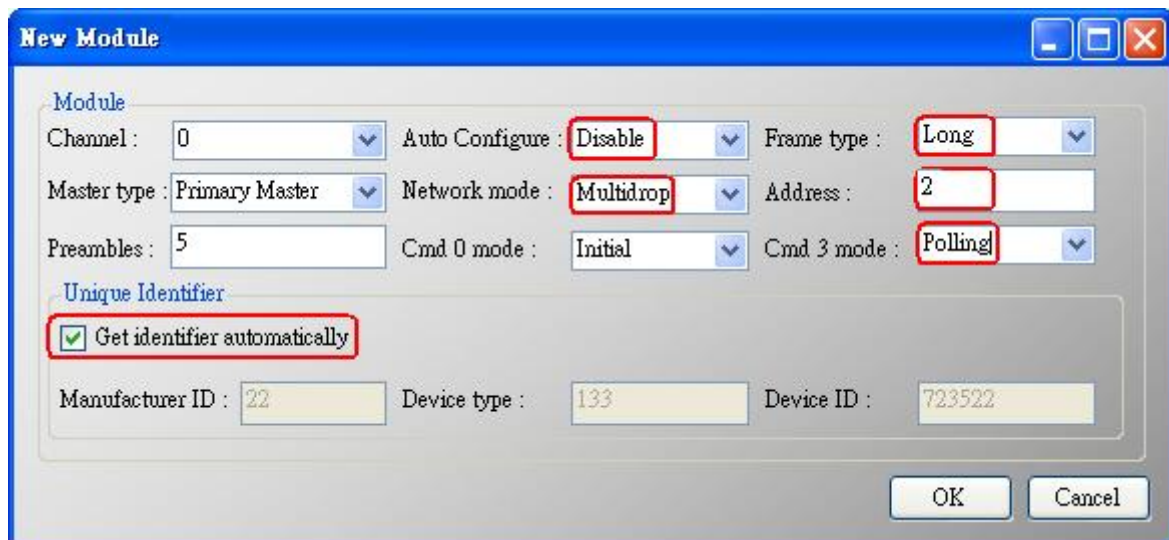 New Module
Module
Channel : 0 Auto Configure : Disable Frame type : Long
Master type : Primary Master Network mode : Multidrop Address : 2
Preambles : 5 Cmd 0 mode : Initial Cmd 3 mode : Polling
Unique Identifier
Get identifier automatically
Manufacturer ID : 22 Device type : 133 Device ID : 723522
OK Cancel